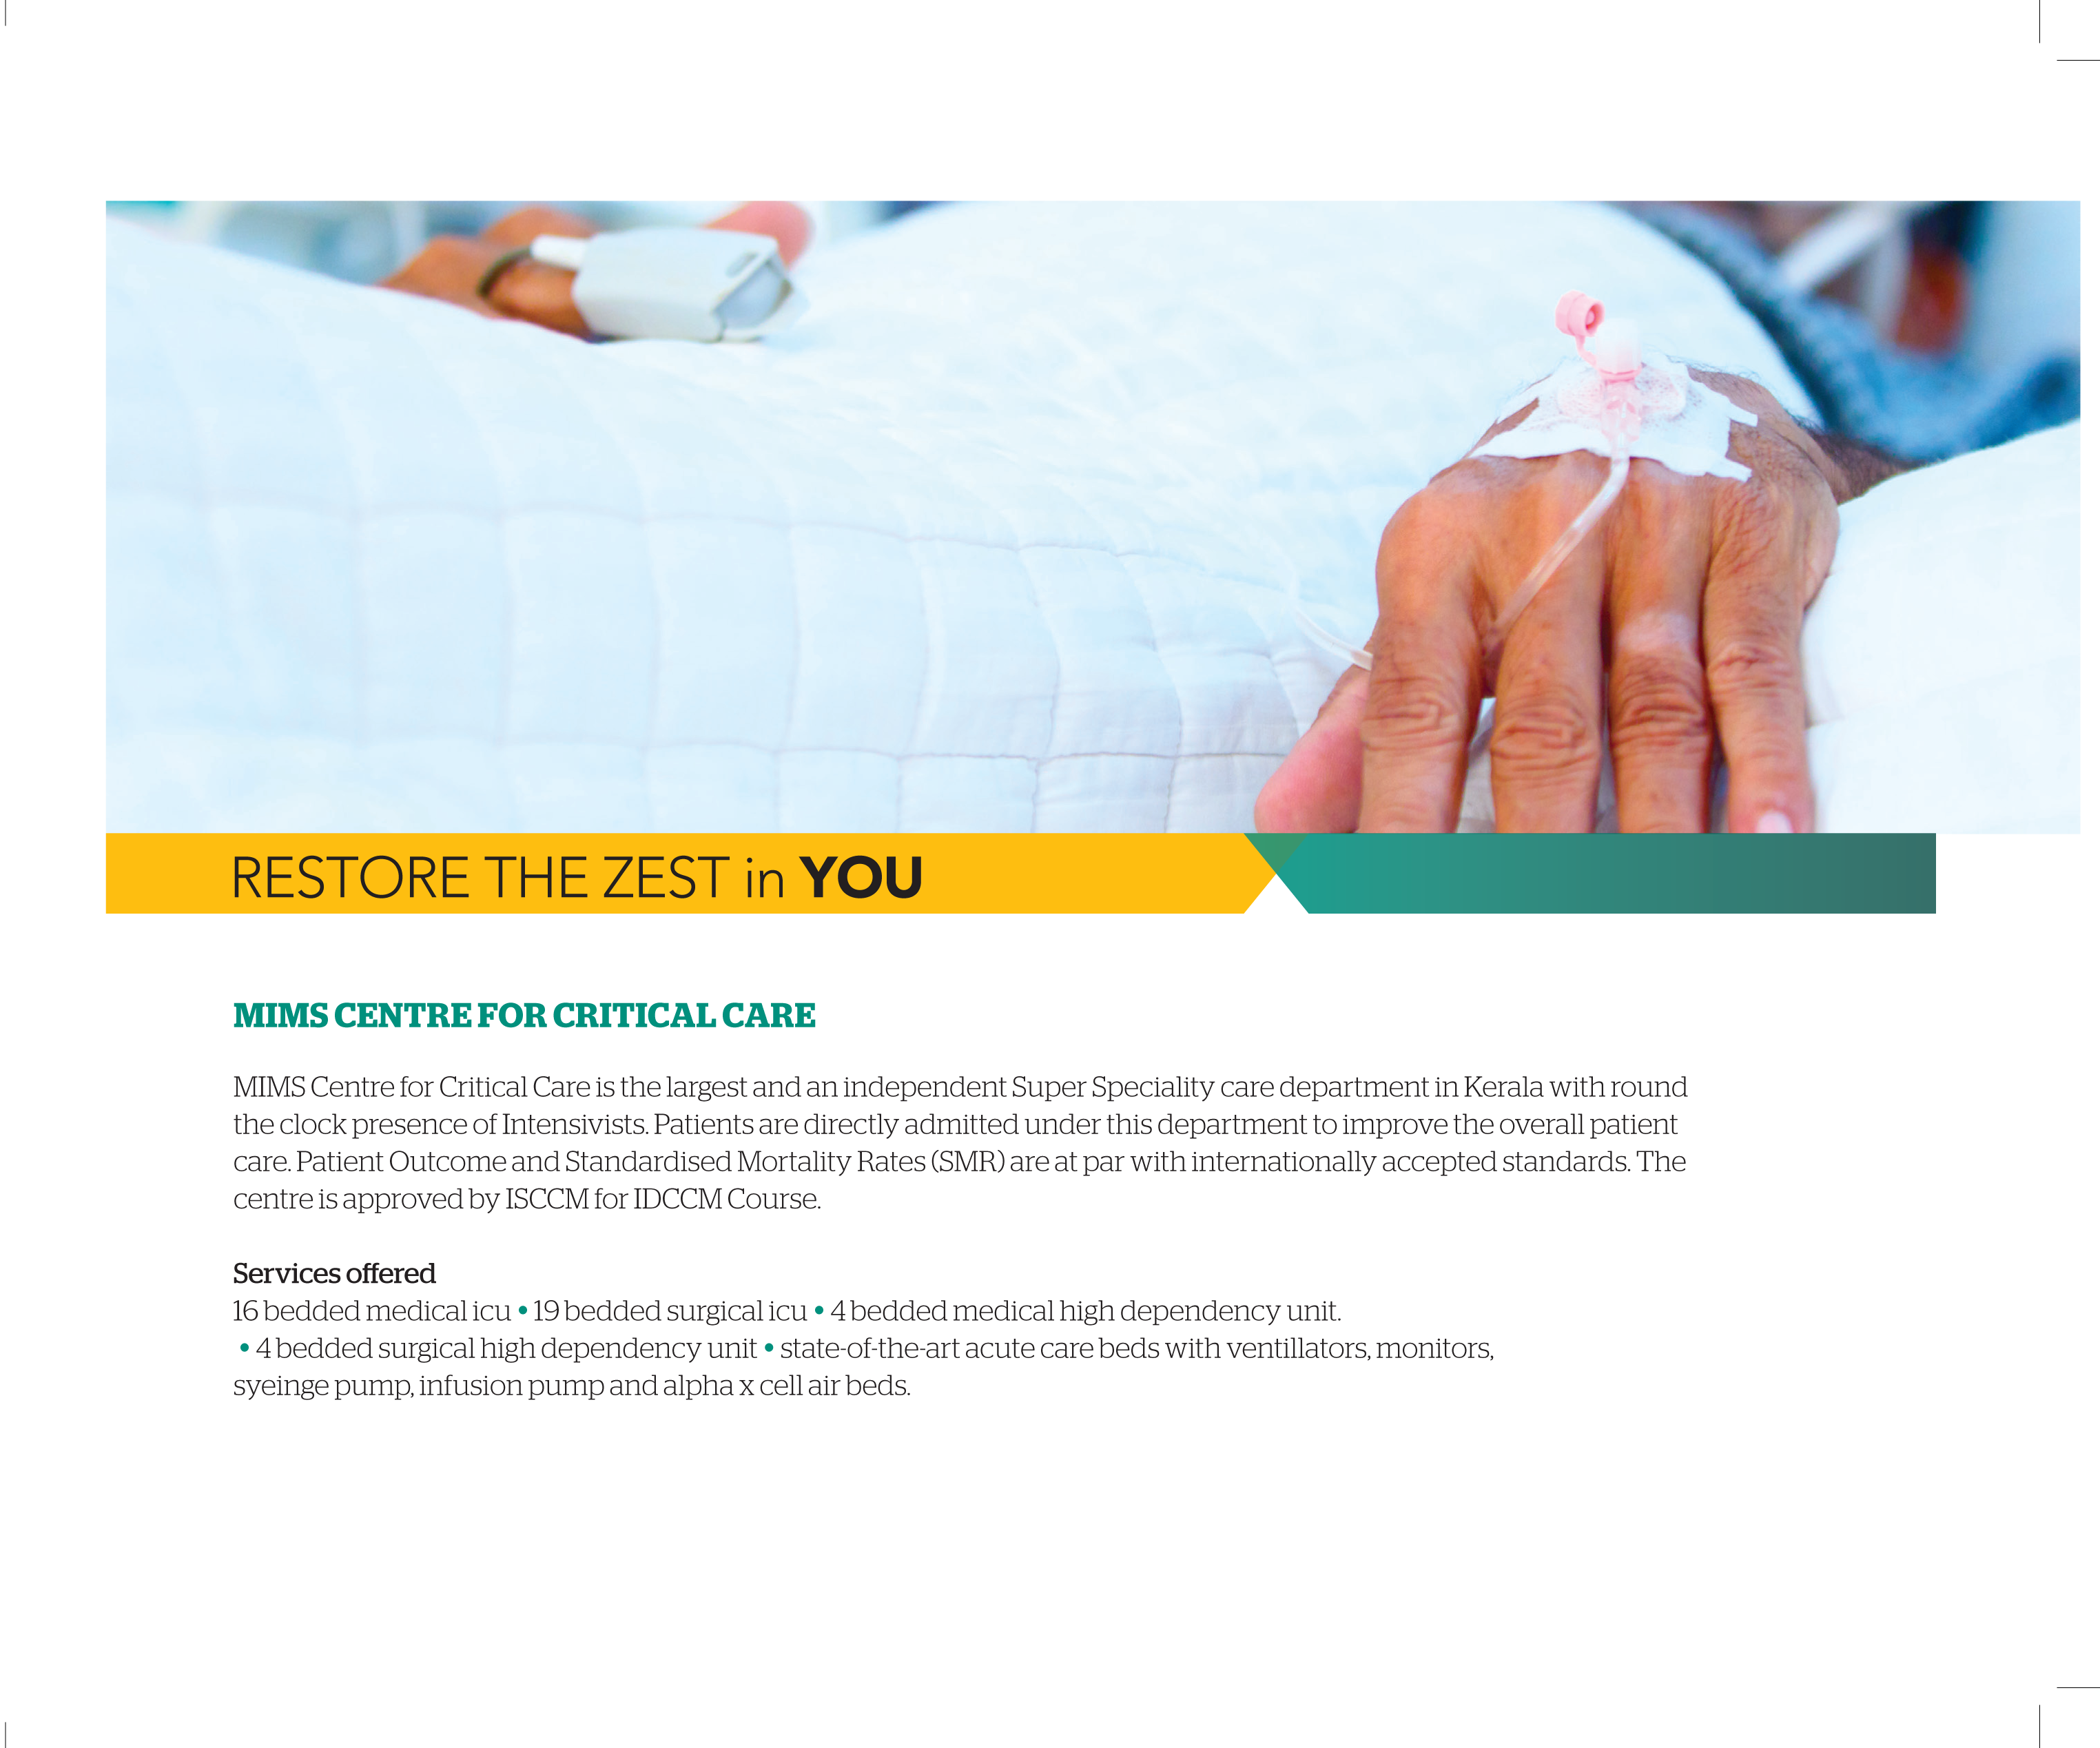 RESTORE THE ZEST in YOU
MIMS CENTRE FOR CRITICAL CARE
MIMS Centre for Critical Care is the largest and an independent Super Speciality care department in Kerala with round
the clock presence of Intensivists. Patients are directly admitted under this department to improve the overall patient
care. Patient Outcome and Standardised Mortality Rates (SMR) are at par with internationally accepted standards. The
centre is approved by ISCCM for IDCCM Course.
Services offered
16 bedded medical icu • 19 bedded surgical icu • 4 bedded medical high dependency unit.
• 4 bedded surgical high dependency unit • state-of-the-art acute care beds with ventillators, monitors,
syeinge pump, infusion pump and alpha x cell air beds.